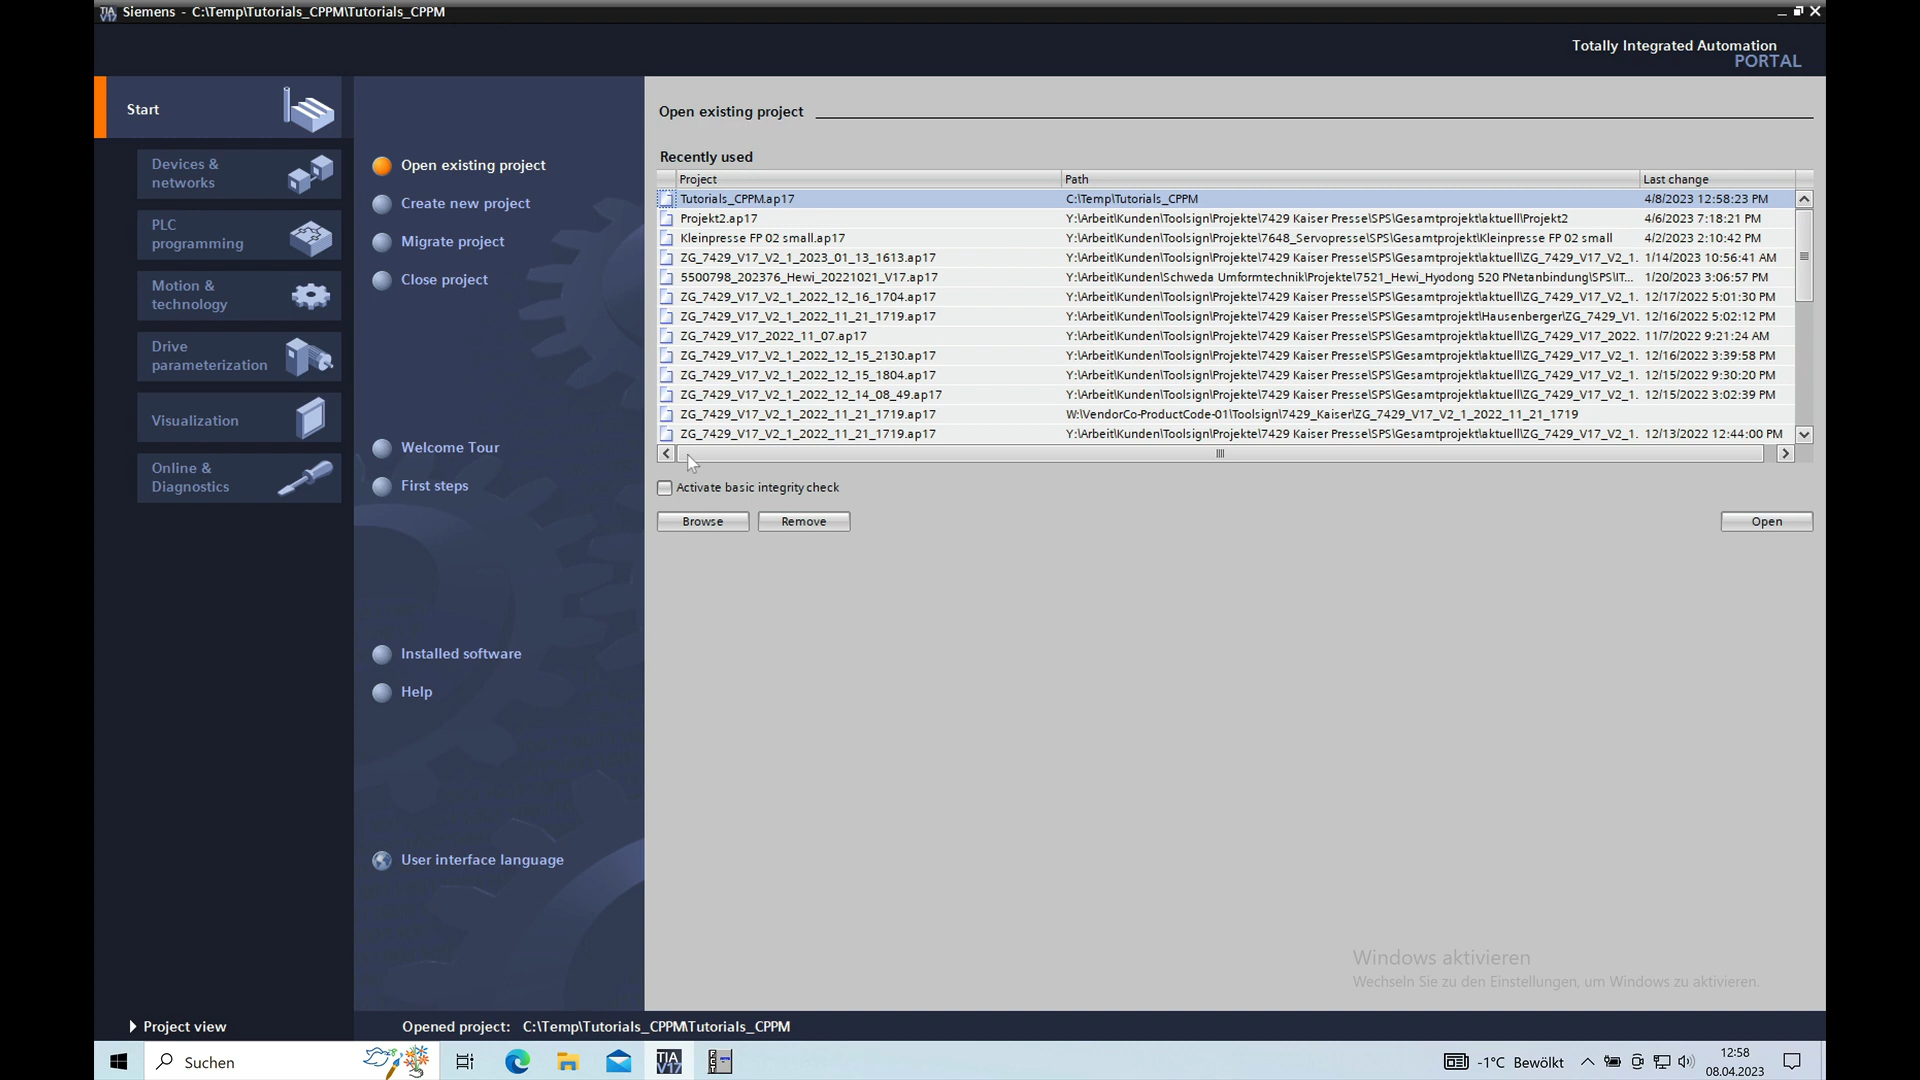 Siemens - C:\Temp\Tutorials_CPPM\Tutorials_CPPM
Totally Integrated Automation
PORTAL
Start
Devices &
networks
PLC
programming
Motion &
technology
Drive
parameterization
Visualization
Online &
Diagnostics
Open existing project
Create new project
Migrate project
Close project
Welcome Tour
First steps
Installed software
Help
User interface language
Open existing project
Recently used
Project Path Last change
Tutorials_CPPM.ap17 C:\Temp\Tutorials_CPPM 4/8/2023 12:58:23 PM
Projekt2.ap17 Y:\Arbeit\Kunden\Toolsign\Projekte\7429 Kaiser Presse\SPS\Gesamtprojekt\aktuell\Projekt2 4/6/2023 7:18:21 PM
Kleinpresse FP 02 small.ap17 Y:\Arbeit\Kunden\Toolsign\Projekte\7648_Servopresse\SPS\Gesamtprojekt\Kleinpresse FP 02 small 4/2/2023 2:10:42 PM
ZG_7429_V17_V2_1_2023_01_13_1613.ap17 Y:\Arbeit\Kunden\Toolsign\Projekte\7429 Kaiser Presse\SPS\Gesamtprojekt\aktuell\ZG_7429_V17_V2_1. 1/14/2023 10:56:41 AM
5500798_202376_Hewi_20221021_V17.ap17 Y:\Arbeit\Kunden\Schweda Umformtechnik\Projekte\7521_Hewi_Hyodong 520 PNetanbindung\SPS\IT... 1/20/2023 3:06:57 PM
ZG_7429_V17_V2_1_2022_12_16_1704.ap17 Y:\Arbeit\Kunden\Toolsign\Projekte\7429 Kaiser Presse\SPS\Gesamtprojekt\aktuell\ZG_7429_V17_V2_1. 12/17/2022 5:01:30 PM
ZG_7429_V17_V2_1_2022_11_21_1719.ap17 Y:\Arbeit\Kunden\Toolsign\Projekte\7429 Kaiser Presse\SPS\Gesamtprojekt\Hausenberger\ZG_7429_V1. 12/16/2022 5:02:12 PM
ZG_7429_V17_2022_11_07.ap17 Y:\Arbeit\Kunden\Toolsign\Projekte\7429 Kaiser Presse\SPS\Gesamtprojekt\aktuell\ZG_7429_V17_2022. 11/7/2022 9:21:24 AM
ZG_7429_V17_V2_1_2022_12_15_2130.ap17 Y:\Arbeit\Kunden\Toolsign\Projekte\7429 Kaiser Presse\SPS\Gesamtprojekt\aktuell\ZG_7429_V17_V2_1. 12/16/2022 3:39:58 PM
ZG_7429_V17_V2_1_2022_12_15_1804.ap17 Y:\Arbeit\Kunden\Toolsign\Projekte\7429 Kaiser Presse\SPS\Gesamtprojekt\aktuell\ZG_7429_V17_V2_1. 12/15/2022 9:30:20 PM
ZG_7429_V17_V2_1_2022_12_14_08_49.ap17 Y:\Arbeit\Kunden\Toolsign\Projekte\7429 Kaiser Presse\SPS\Gesamtprojekt\aktuell\ZG_7429_V17_V2_1. 12/15/2022 3:02:39 PM
ZG_7429_V17_V2_1_2022_11_21_1719.ap17 W:\VendorCo-ProductCode-01\Toolsign\7429_Kaiser\ZG_7429_V17_V2_1_2022_11_21_1719
ZG_7429_V17_V2_1_2022_11_21_1719.ap17 Y:\Arbeit\Kunden\Toolsign\Projekte\7429 Kaiser Presse\SPS\Gesamtprojekt\aktuell\ZG_7429_V17_V2_1. 12/13/2022 12:44:00 PM
Activate basic integrity check
Browse Remove Open
Windows aktivieren
Wechseln Sie zu den Einstellungen, um Windows zu aktivieren.
Project view Opened project: C:\Temp\Tutorials_CPPM\Tutorials_CPPM
Suchen
TIA
V17
-1°C Bewölkt
12:58
08.04.2023